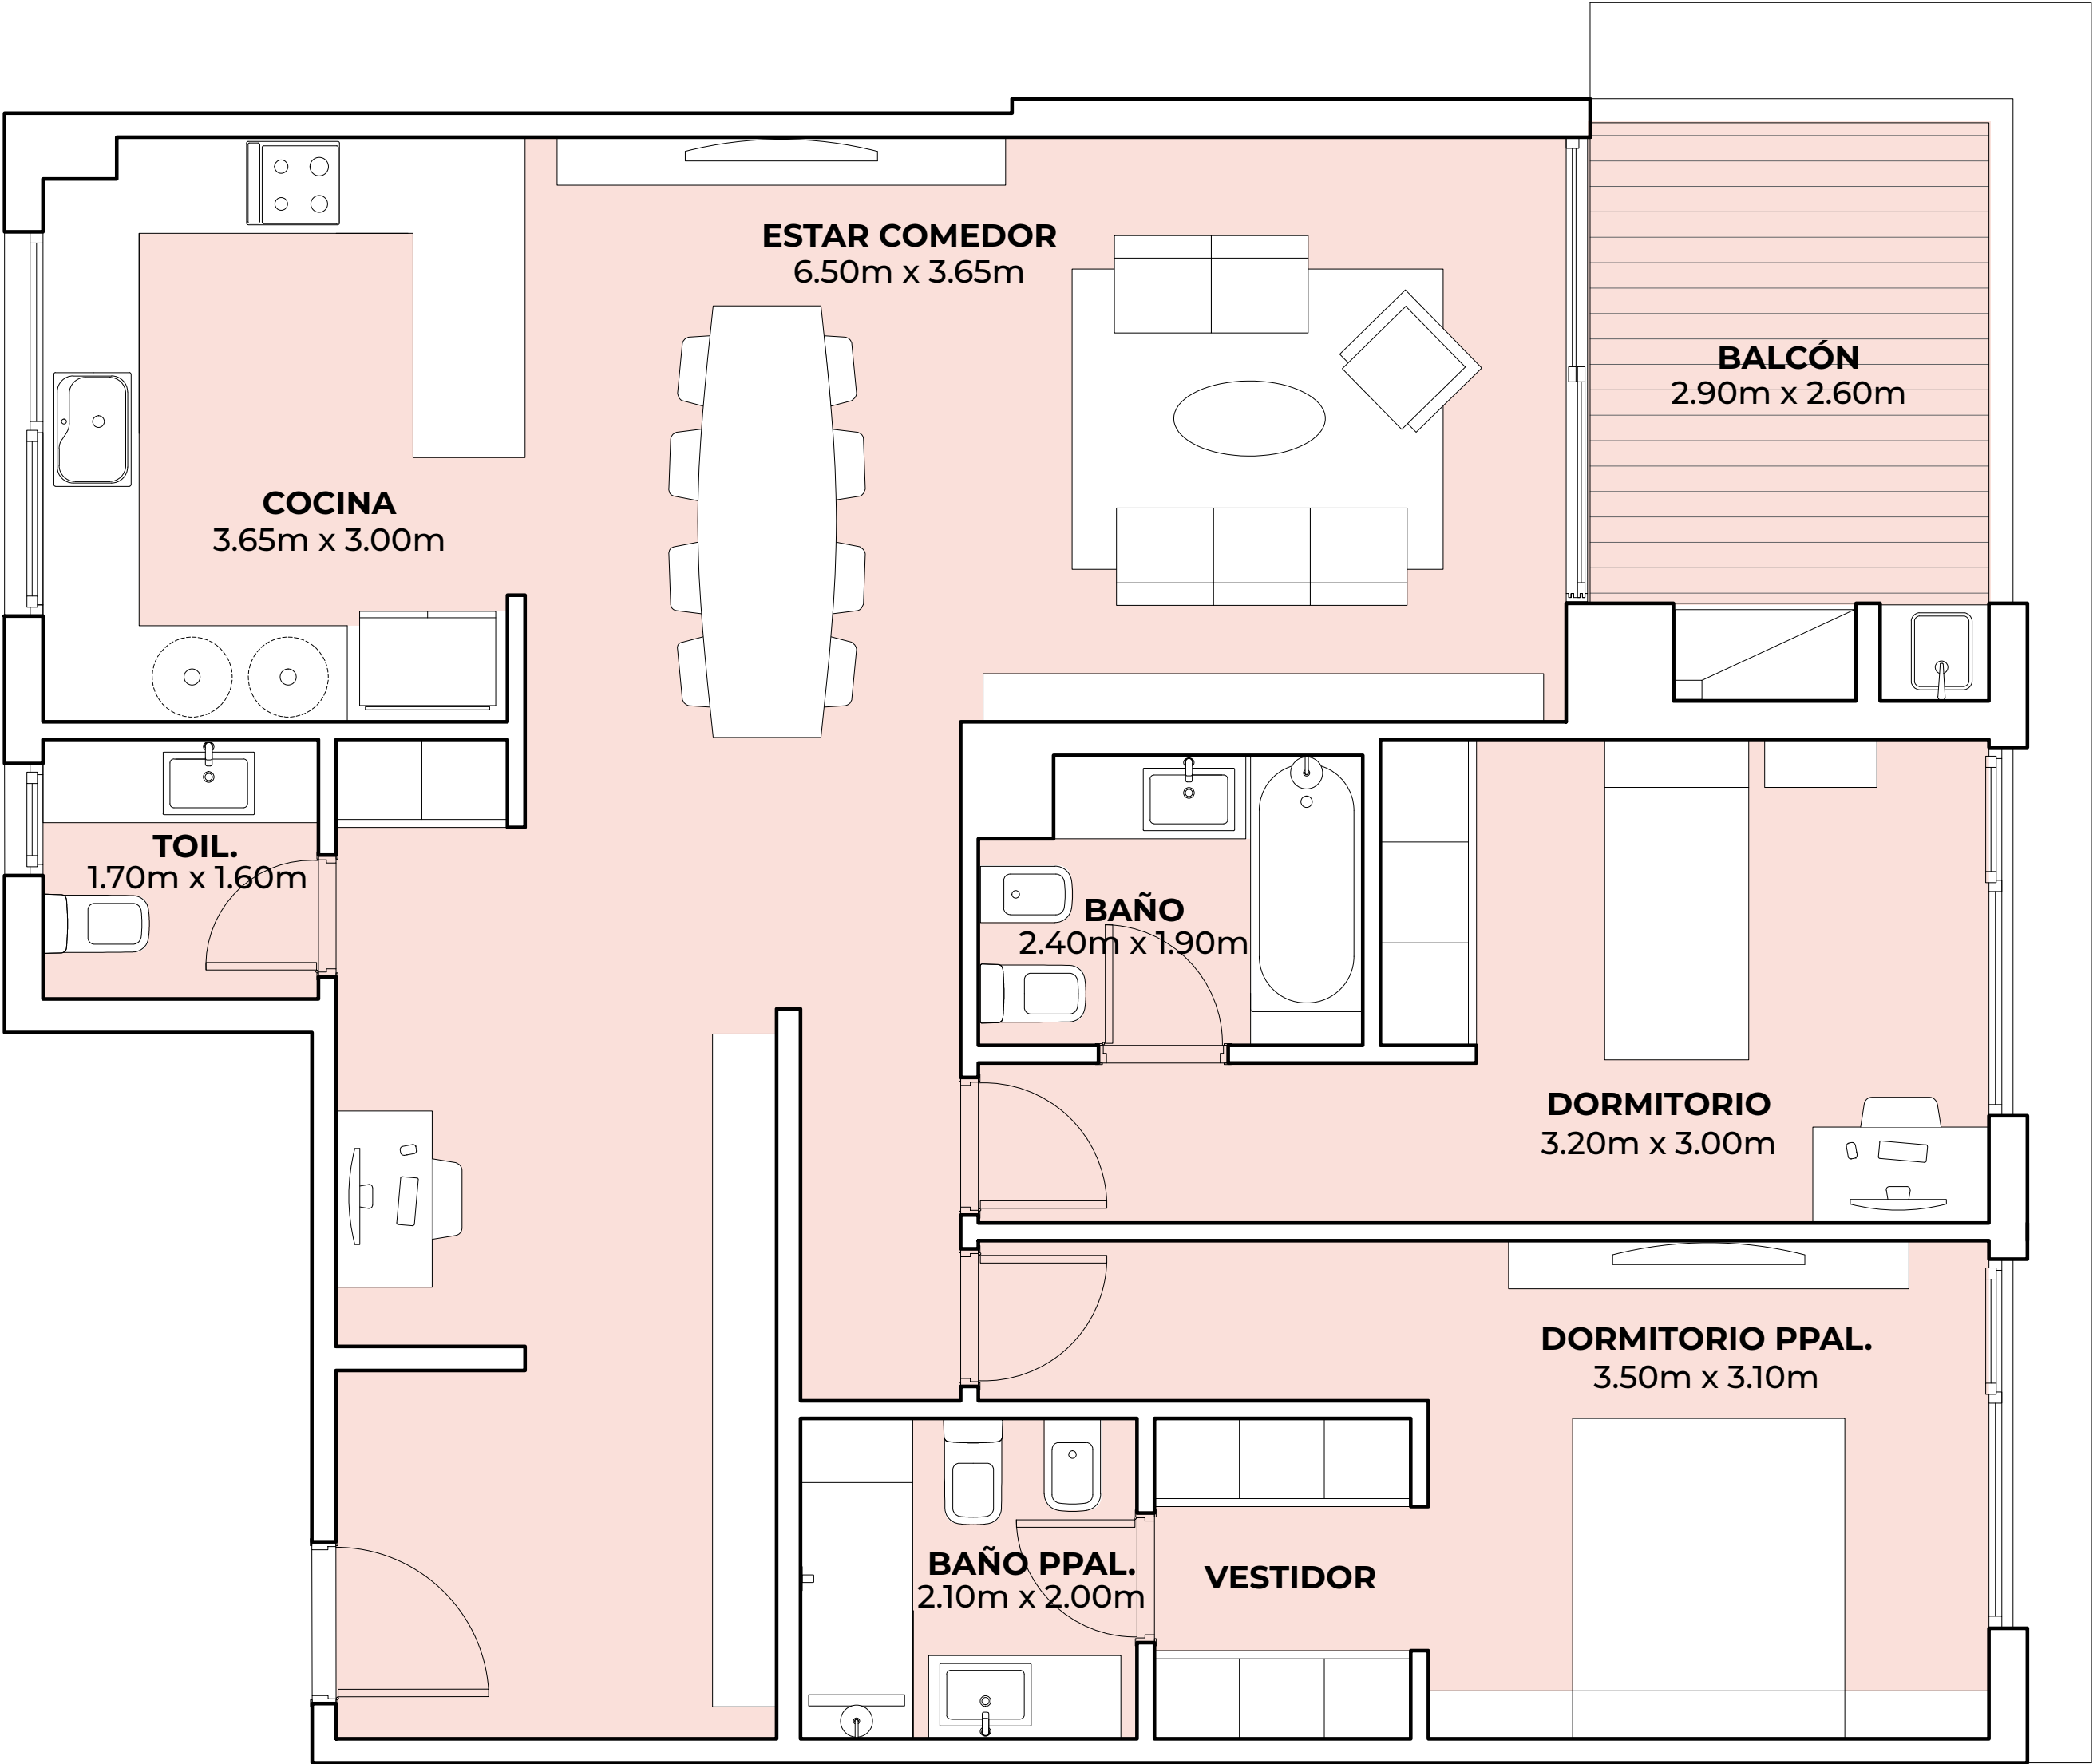 ESTAR COMEDOR
6.50m x 3.65m
BALCÓN
2.90m x 2.60m
COCINA
3.65m x 3.00m
TOIL.
1.70m x 1.60m
BAÑO
2.40m x 1.90m
DORMITORIO
3.20m x 3.00m
DORMITORIO PPAL.
3.50m x 3.10m
BAÑO PPAL.
2.10m x 2.00m
VESTIDOR